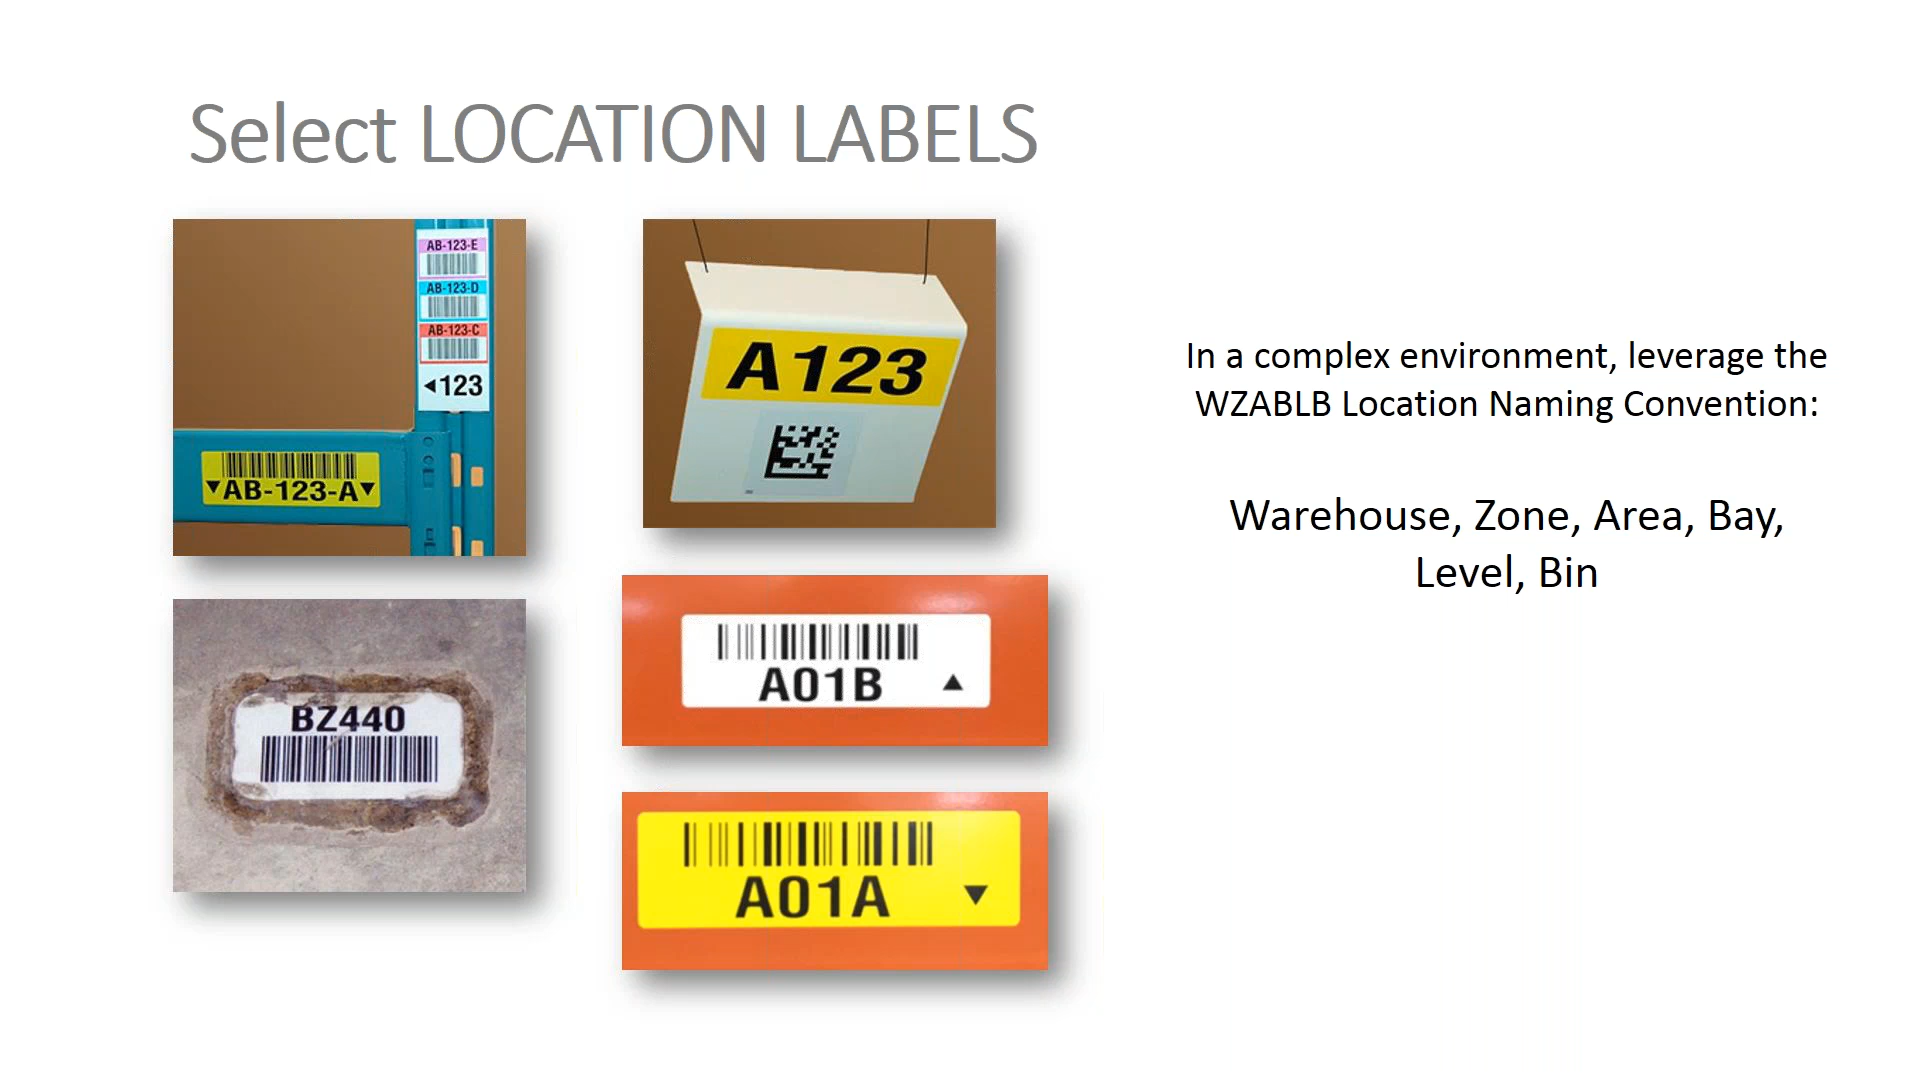 Select LOCATION LABELS
AB-123-E
AB-123-D
AB-123-C
◄123
▼AB-123-A▼
A123
BZ440
A01B ▲
A01A ▼
In a complex environment, leverage the
WZABLB Location Naming Convention:
Warehouse, Zone, Area, Bay,
Level, Bin